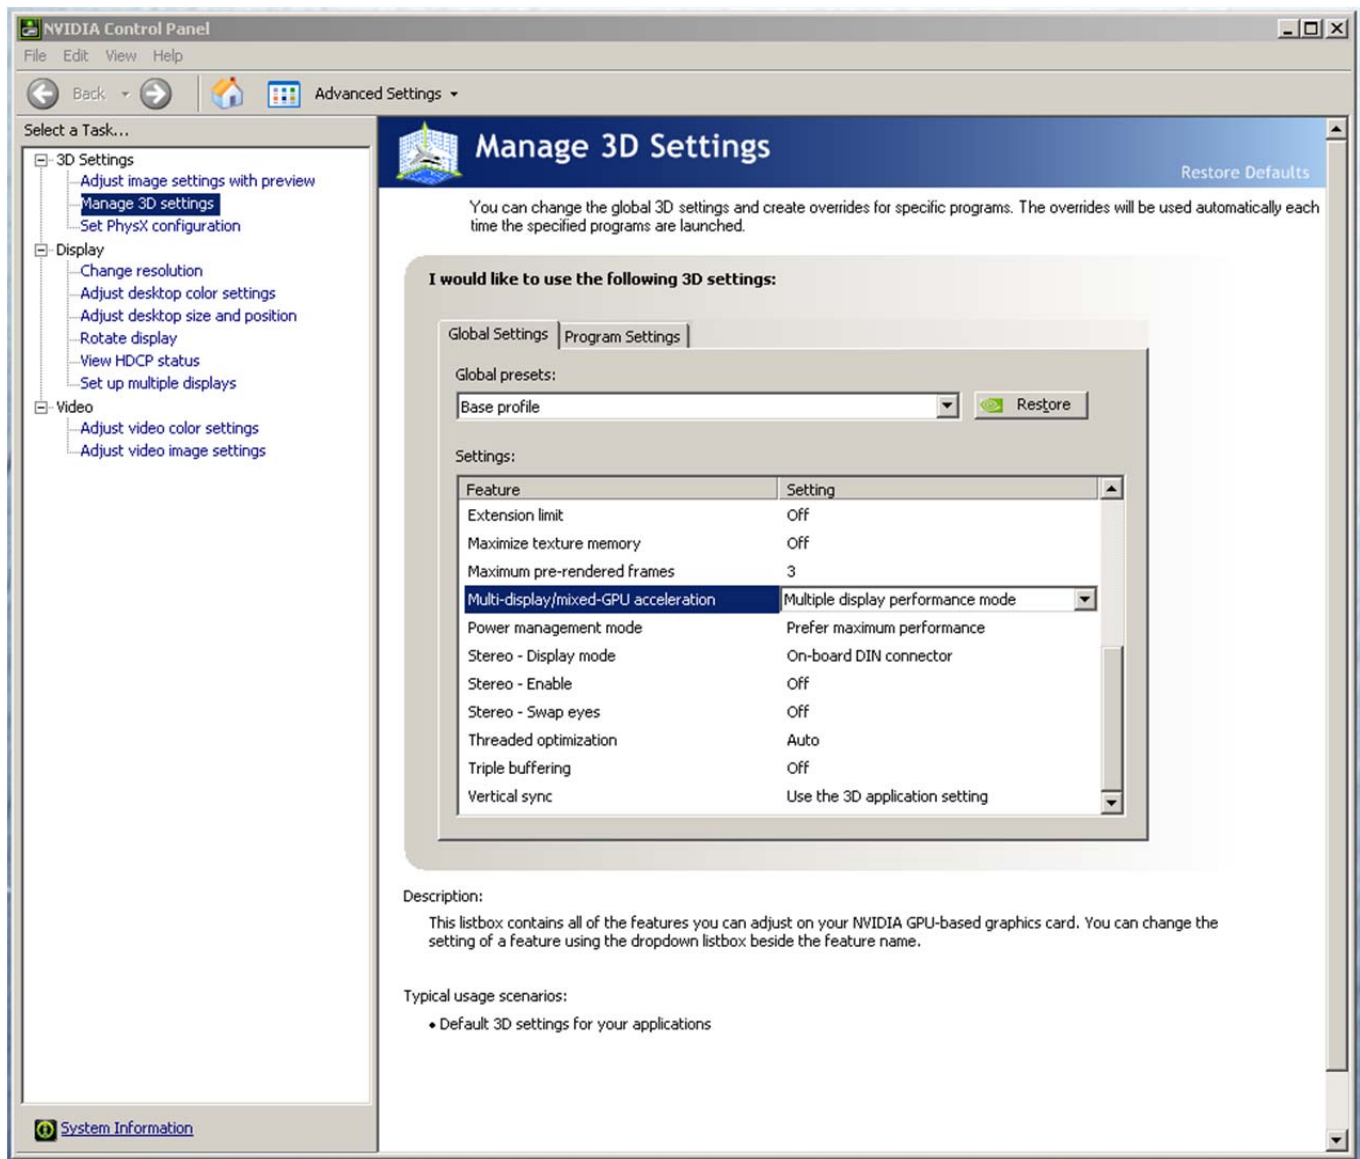 NVIDIA Control Panel
File Edit View Help
Back Advanced Settings
Select a Task...
3D Settings
Adjust image settings with preview
Manage 3D settings
Set PhysX configuration
Display
Change resolution
Adjust desktop color settings
Adjust desktop size and position
Rotate display
View HDCP status
Set up multiple displays
Video
Adjust video color settings
Adjust video image settings
System Information
Manage 3D Settings
Restore Defaults
You can change the global 3D settings and create overrides for specific programs. The overrides will be used automatically each
time the specified programs are launched.
I would like to use the following 3D settings:
Global Settings Program Settings
Global presets:
Base profile Restore
Settings:
Feature Setting
Extension limit Off
Maximize texture memory Off
Maximum pre-rendered frames 3
Multi-display/mixed-GPU acceleration Multiple display performance mode
Power management mode Prefer maximum performance
Stereo - Display mode On-board DIN connector
Stereo - Enable Off
Stereo - Swap eyes Off
Threaded optimization Auto
Triple buffering Off
Vertical sync Use the 3D application setting
Description:
This listbox contains all of the features you can adjust on your NVIDIA GPU-based graphics card. You can change the
setting of a feature using the dropdown listbox beside the feature name.
Typical usage scenarios:
• Default 3D settings for your applications